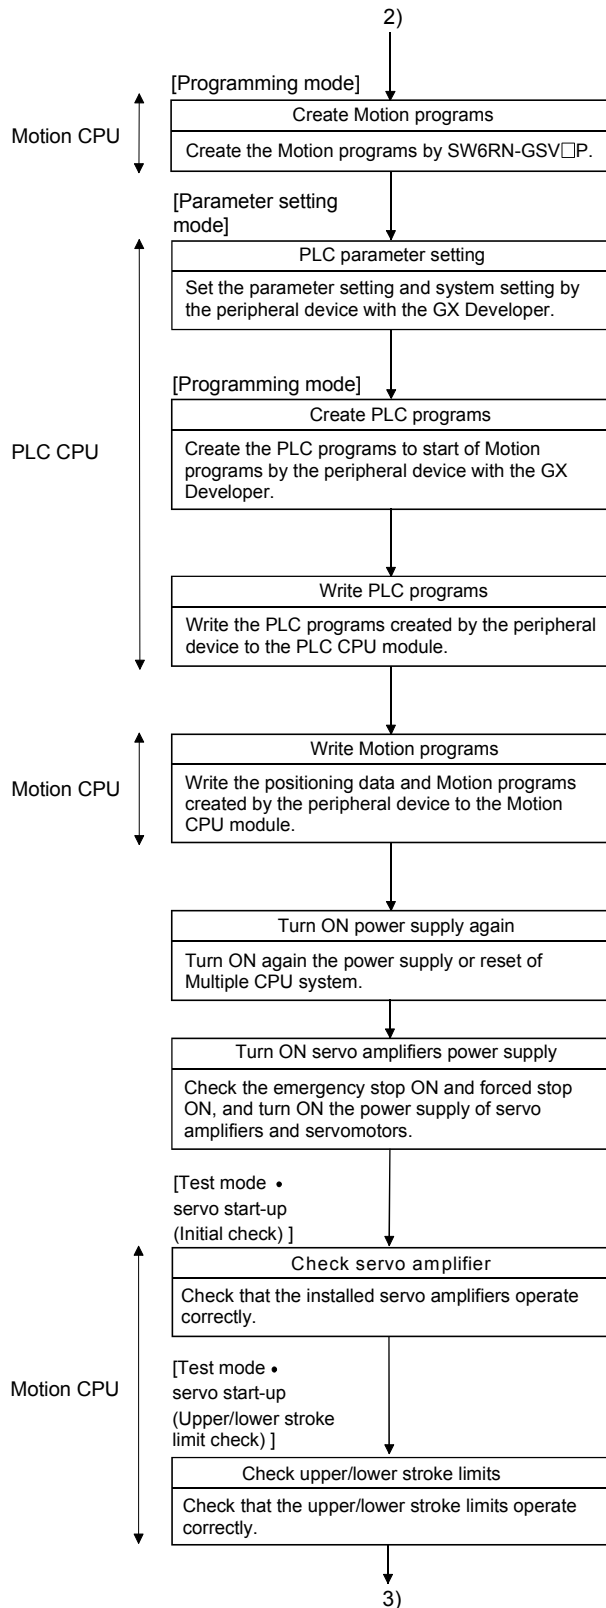 2)
[Programming mode]
Create Motion programs
Motion CPU
Create the Motion programs by SW6RN-GSV□P.
[Parameter setting
mode]
PLC parameter setting
Set the parameter setting and system setting by
the peripheral device with the GX Developer.
[Programming mode]
Create PLC programs
PLC CPU
Create the PLC programs to start of Motion
programs by the peripheral device with the GX
Developer.
Write PLC programs
Write the PLC programs created by the peripheral
device to the PLC CPU module.
Write Motion programs
Motion CPU
Write the positioning data and Motion programs
created by the peripheral device to the Motion
CPU module.
Turn ON power supply again
Turn ON again the power supply or reset of
Multiple CPU system.
Turn ON servo amplifiers power supply
Check the emergency stop ON and forced stop
ON, and turn ON the power supply of servo
amplifiers and servomotors.
[Test mode •
servo start-up
(Initial check) ]
Check servo amplifier
Check that the installed servo amplifiers operate
correctly.
Motion CPU
[Test mode •
servo start-up
(Upper/lower stroke
limit check) ]
Check upper/lower stroke limits
Check that the upper/lower stroke limits operate
correctly.
3)